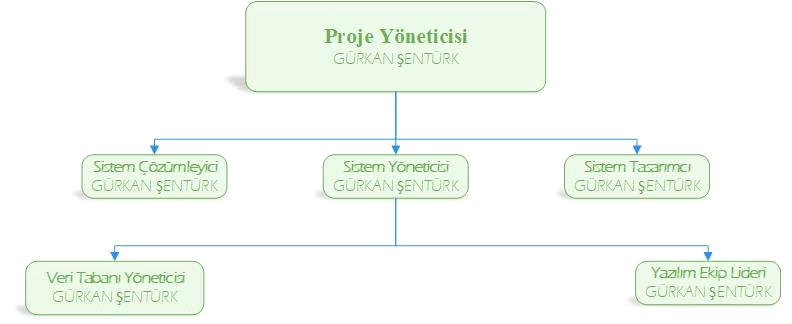 Proje Yöneticisi
GÜRKAN ŞENTÜRK
Sistem Çözümleyici
GÜRKAN ŞENTÜRK
Sistem Yöneticisi
GÜRKAN ŞENTÜRK
Sistem Tasarımcı
GÜRKAN ŞENTÜRK
Veri Tabanı Yöneticisi
GÜRKAN ŞENTÜRK
Yazılım Ekip Lideri
GÜRKAN ŞENTÜRK